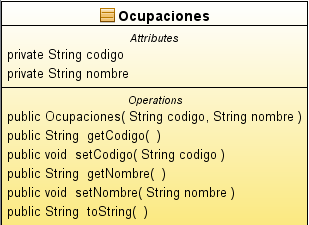 Ocupaciones
Attributes
private String codigo
private String nombre
Operations
public Ocupaciones( String codigo, String nombre )
public String getCodigo( )
public void setCodigo( String codigo )
public String getNombre( )
public void setNombre( String nombre )
public String toString( )